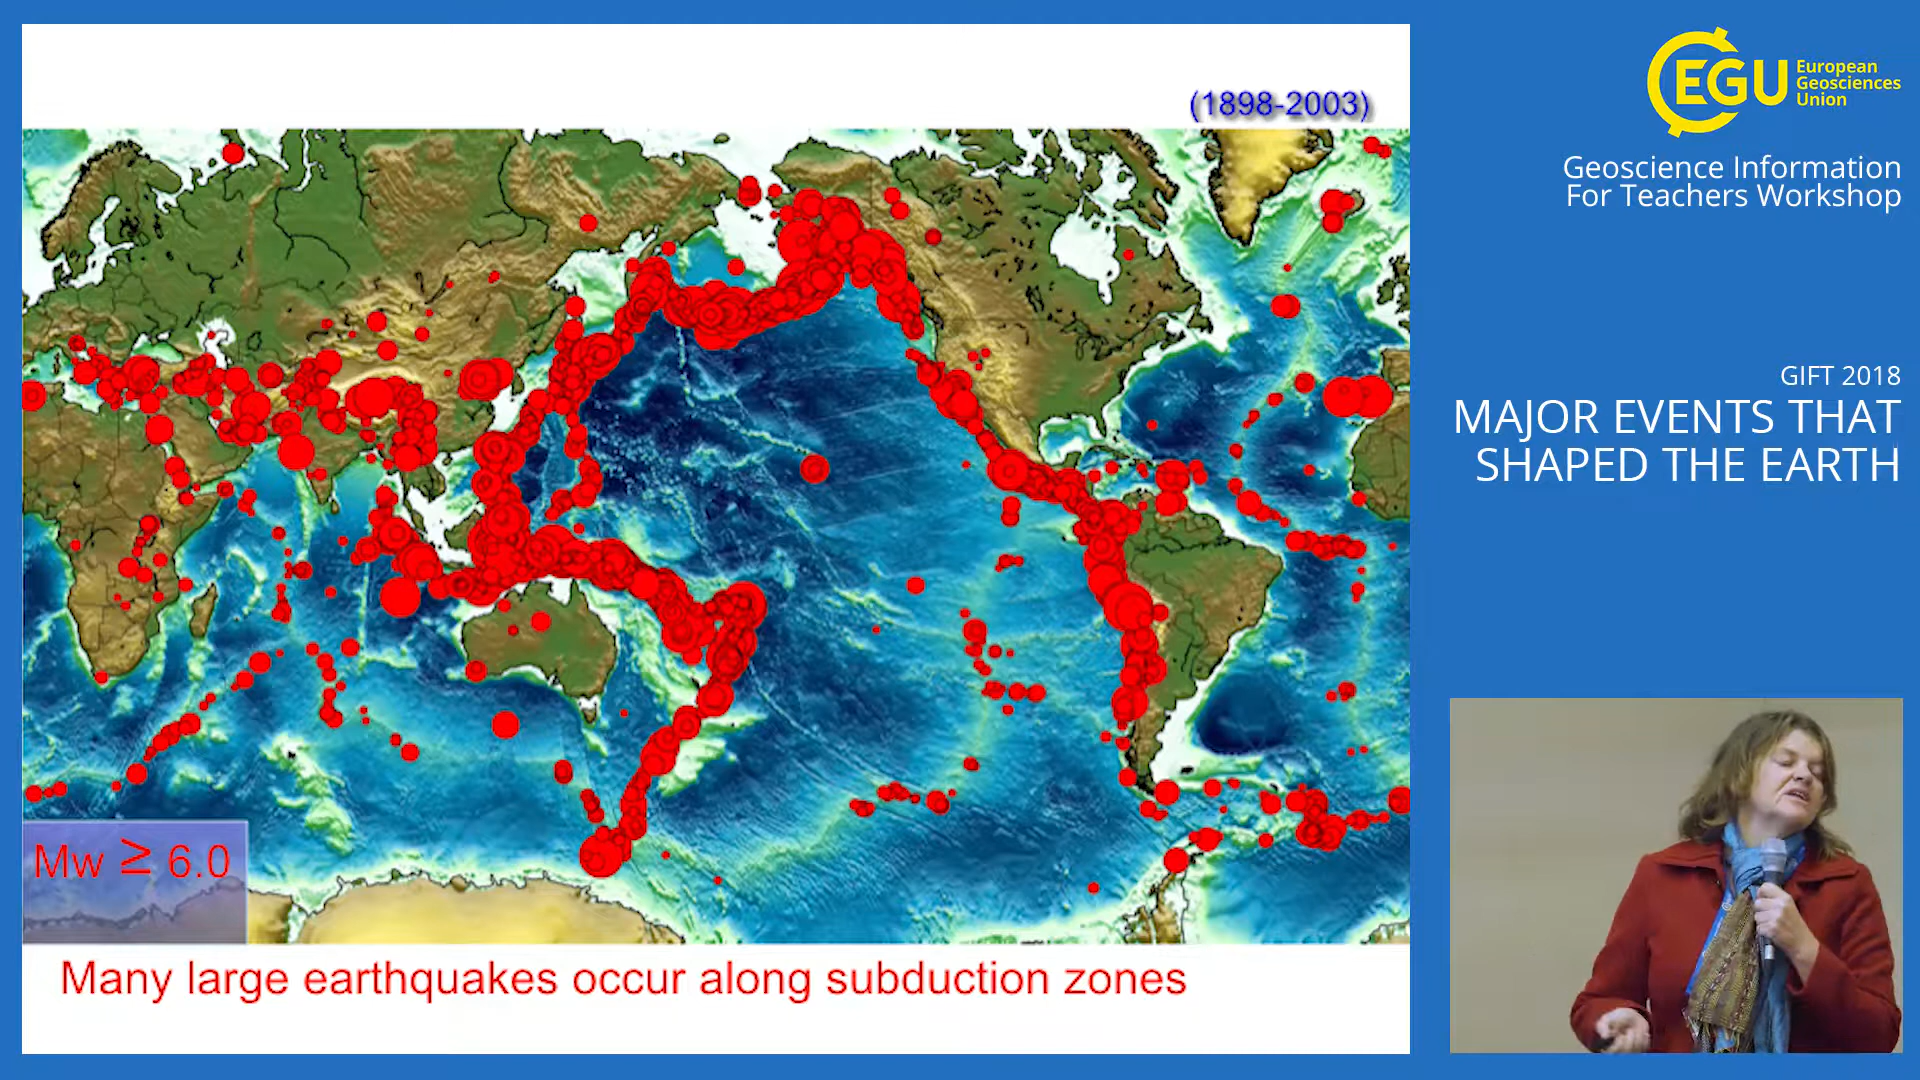 (1898-2003)
Mw ≥ 6.0
Many large earthquakes occur along subduction zones
EGU
European
Geosciences
Union
Geoscience Information
For Teachers Workshop
GIFT 2018
MAJOR EVENTS THAT
SHAPED THE EARTH